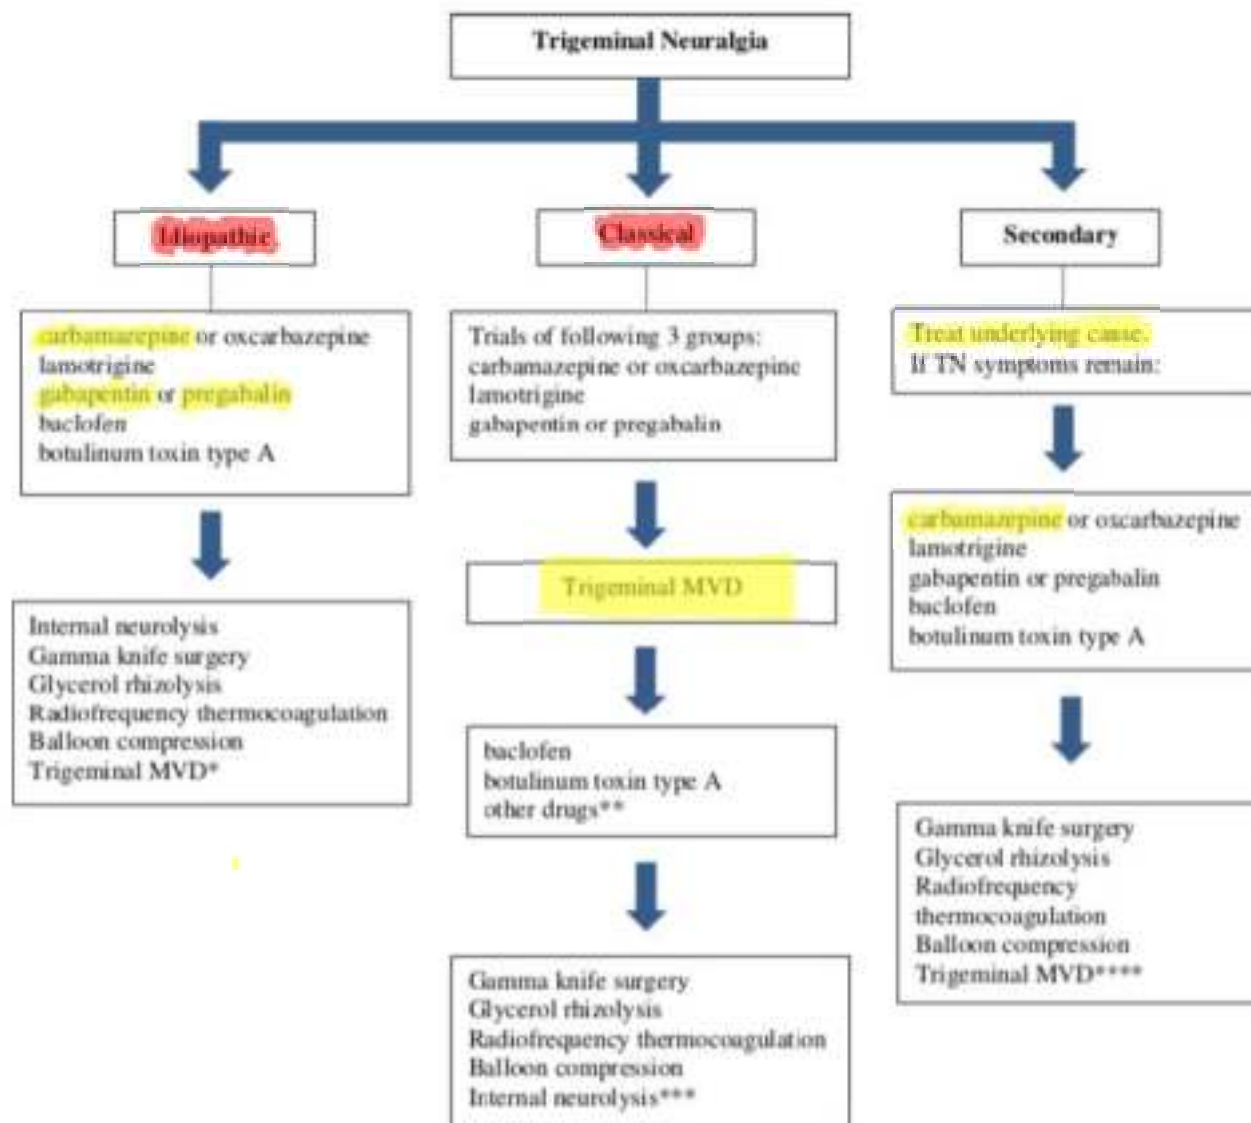 Trigeminal Neuralgia
Idiopathic
Classical
Secondary
carbamazepine or oxcarbazepine
lamotrigine
gabapentin or pregabalin
baclofen
botulinum toxin type A
Trials of following 3 groups:
carbamazepine or oxcarbazepine
lamotrigine
gabapentin or pregabalin
Treat underlying cause.
If TN symptoms remain:
Trigeminal MVD
carbamazepine or oxcarbazepine
lamotrigine
gabapentin or pregabalin
baclofen
botulinum toxin type A
Internal neurolysis
Gamma knife surgery
Glycerol rhizolysis
Radiofrequency thermocoagulation
Balloon compression
Trigeminal MVD*
baclofen
botulinum toxin type A
other drugs**
Gamma knife surgery
Glycerol rhizolysis
Radiofrequency
thermocoagulation
Balloon compression
Trigeminal MVD****
Gamma knife surgery
Glycerol rhizolysis
Radiofrequency thermocoagulation
Balloon compression
Internal neurolysis***